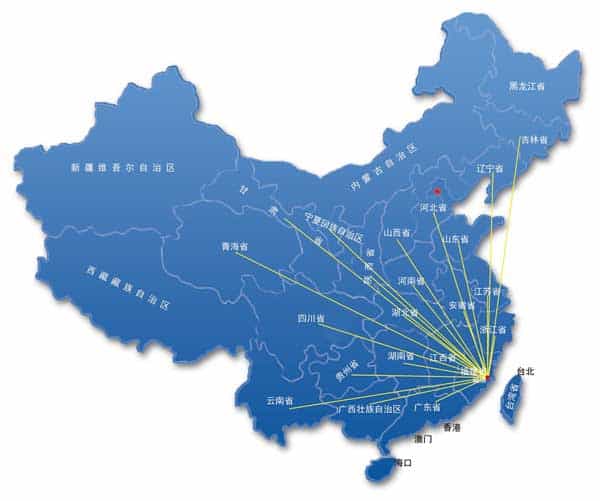 黑龙江省
吉林省
辽宁省
内蒙古自治区
新疆维吾尔自治区
甘肃省
宁夏回族自治区
河北省
山西省
山东省
青海省
西藏藏族自治区
陕西省
河南省
江苏省
安徽省
湖北省
四川省
浙江省
湖南省
江西省
贵州省
福建省
台北
台湾省
云南省
广西壮族自治区
广东省
香港
澳门
海口